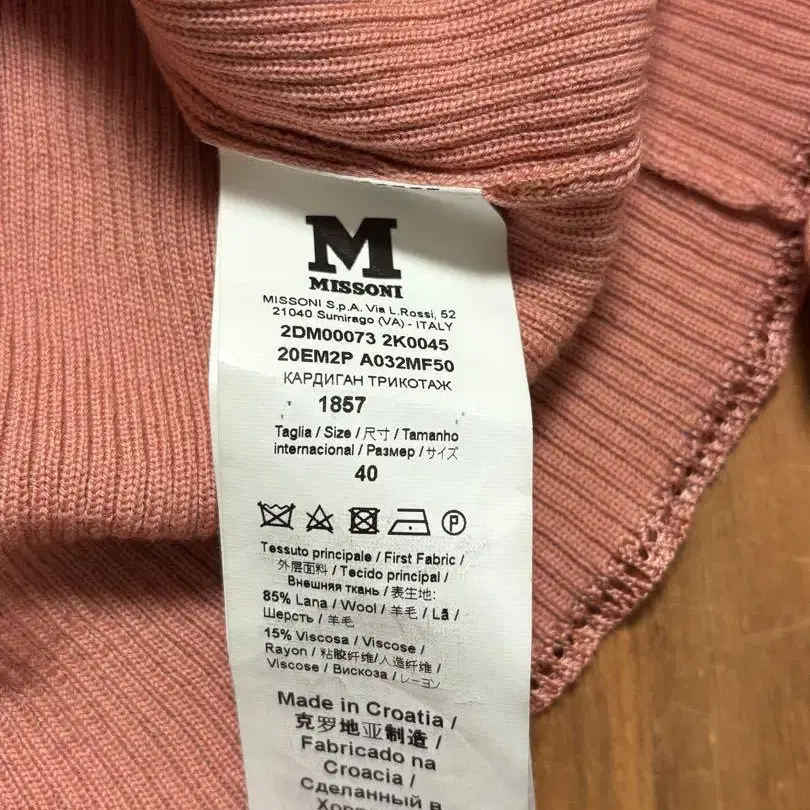 M
MISSONI
MISSONI S.p.A. Via L.Rossi, 52
21040 Sumirago (VA) - ITALY
2DM00073 2K0045
20EM2P A032MF50
КАРДИГАН ТРИКОТАЖ
1857
Taglia / Size / 尺寸 / Tamanho
internacional / Размер / サイズ
40
P
Tessuto principale / First Fabric /
外层面料 / Tecido principal /
Внешняя ткань / 表生地:
85% Lana / Wool / 羊毛 / Lã /
Шерсть / 羊毛
15% Viscosa / Viscose /
Rayon / 粘胶纤维/人造纤维 /
Viscose / Вискоза / レーヨン
Made in Croatia /
克罗地亚制造 /
Fabricado na
Croacia /
Сделанный в